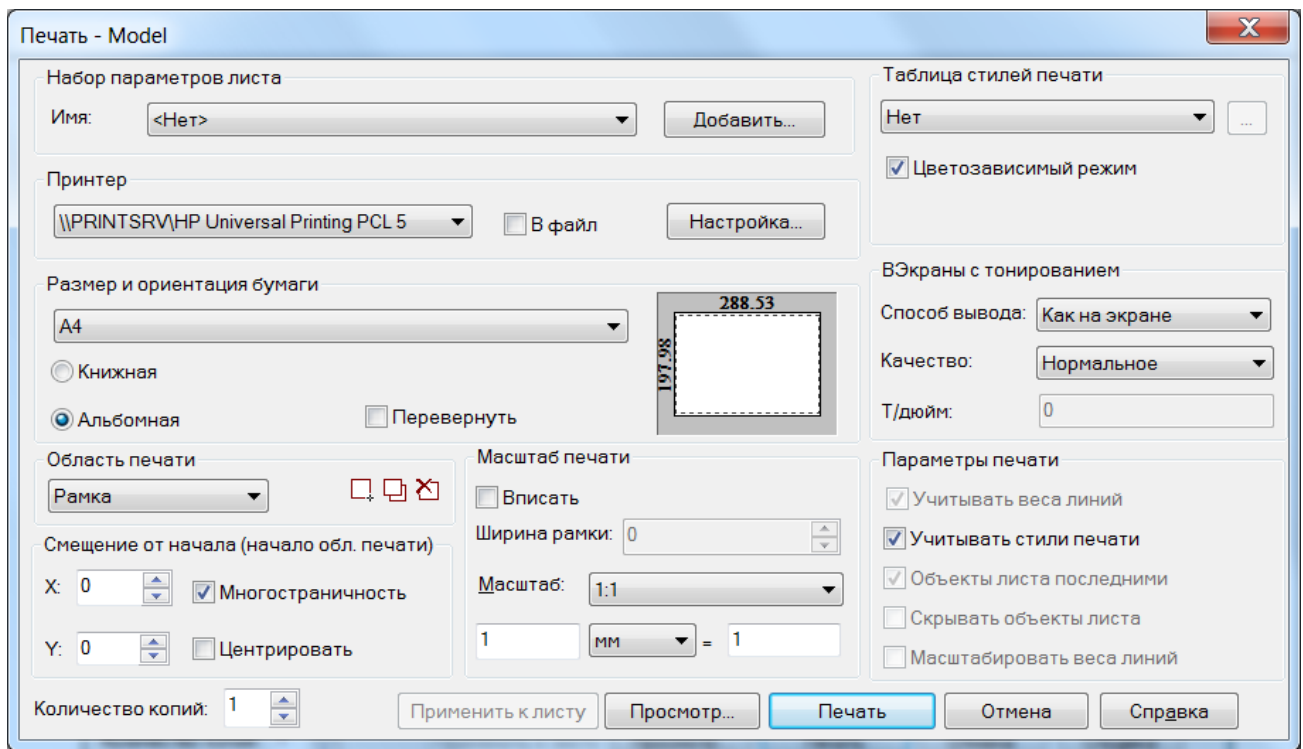 Печать - Model
Набор параметров листа
Имя: <Нет> Добавить...
Принтер
\\PRINTSRV\HP Universal Printing PCL 5 В файл Настройка...
Размер и ориентация бумаги
A4
Книжная
Альбомная Перевернуть
288.53
197.98
Область печати
Рамка
Смещение от начала (начало обл. печати)
X: 0 Многостраничность
Y: 0 Центрировать
Масштаб печати
Вписать
Ширина рамки: 0
Масштаб: 1:1
1 мм = 1
Таблица стилей печати
Нет ...
Цветозависимый режим
ВЭкраны с тонированием
Способ вывода: Как на экране
Качество: Нормальное
Т/дюйм: 0
Параметры печати
Учитывать веса линий
Учитывать стили печати
Объекты листа последними
Скрывать объекты листа
Масштабировать веса линий
Количество копий: 1 Применить к листу Просмотр... Печать Отмена Справка